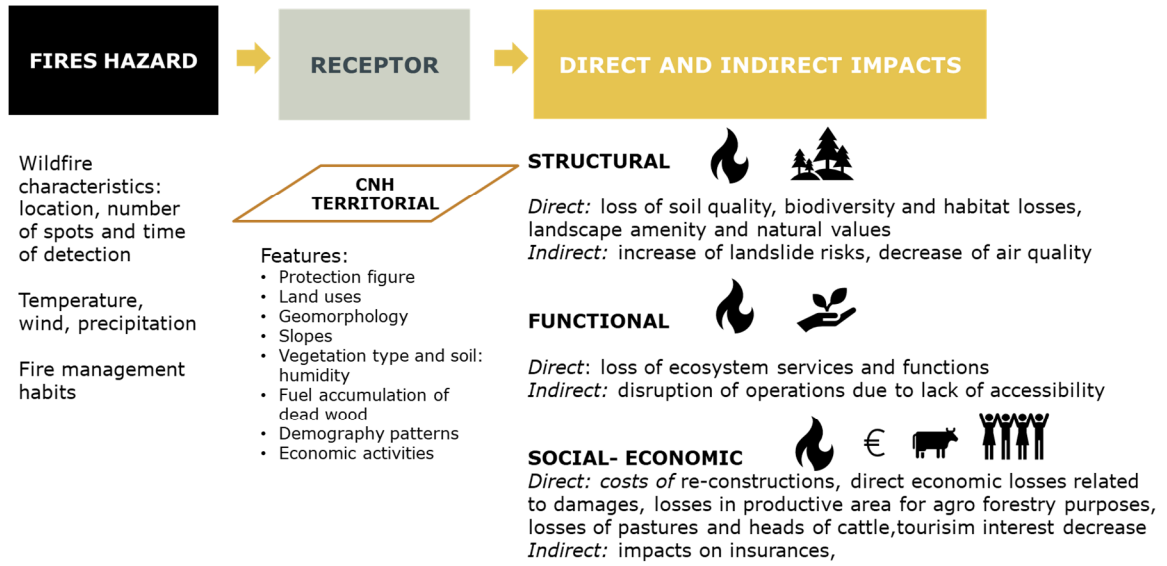 FIRES HAZARD
RECEPTOR
DIRECT AND INDIRECT IMPACTS
Wildfire
characteristics:
location, number
of spots and time
of detection
Temperature,
wind, precipitation
Fire management
habits
CNH
TERRITORIAL
Features:
• Protection figure
• Land uses
• Geomorphology
• Slopes
• Vegetation type and soil:
humidity
• Fuel accumulation of
dead wood
• Demography patterns
• Economic activities
STRUCTURAL
Direct: loss of soil quality, biodiversity and habitat losses,
landscape amenity and natural values
Indirect: increase of landslide risks, decrease of air quality
FUNCTIONAL
Direct: loss of ecosystem services and functions
Indirect: disruption of operations due to lack of accessibility
SOCIAL- ECONOMIC
€
Direct: costs of re-constructions, direct economic losses related
to damages, losses in productive area for agro forestry purposes,
losses of pastures and heads of cattle,tourisim interest decrease
Indirect: impacts on insurances,